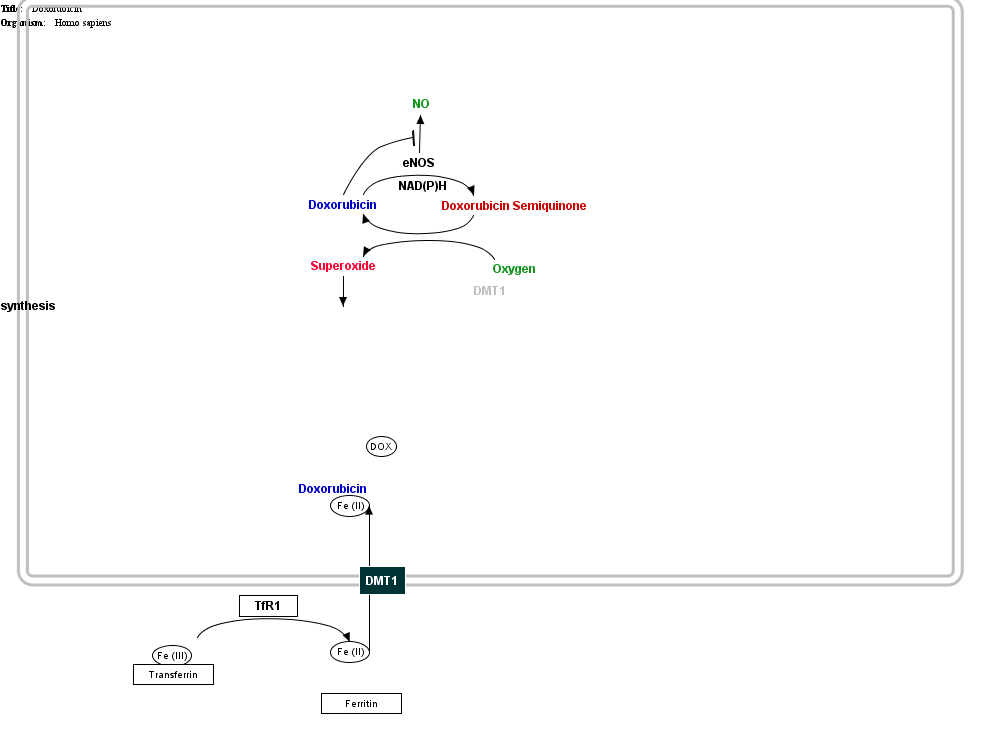 Title: Doxorubicin
Organism: Homo sapiens
NO
eNOS
NAD(P)H
Doxorubicin
Doxorubicin Semiquinone
Superoxide
Oxygen
DMT1
synthesis
DOX
Doxorubicin
Fe (II)
DMT1
TfR1
Fe (III)
Fe (II)
Transferrin
Ferritin